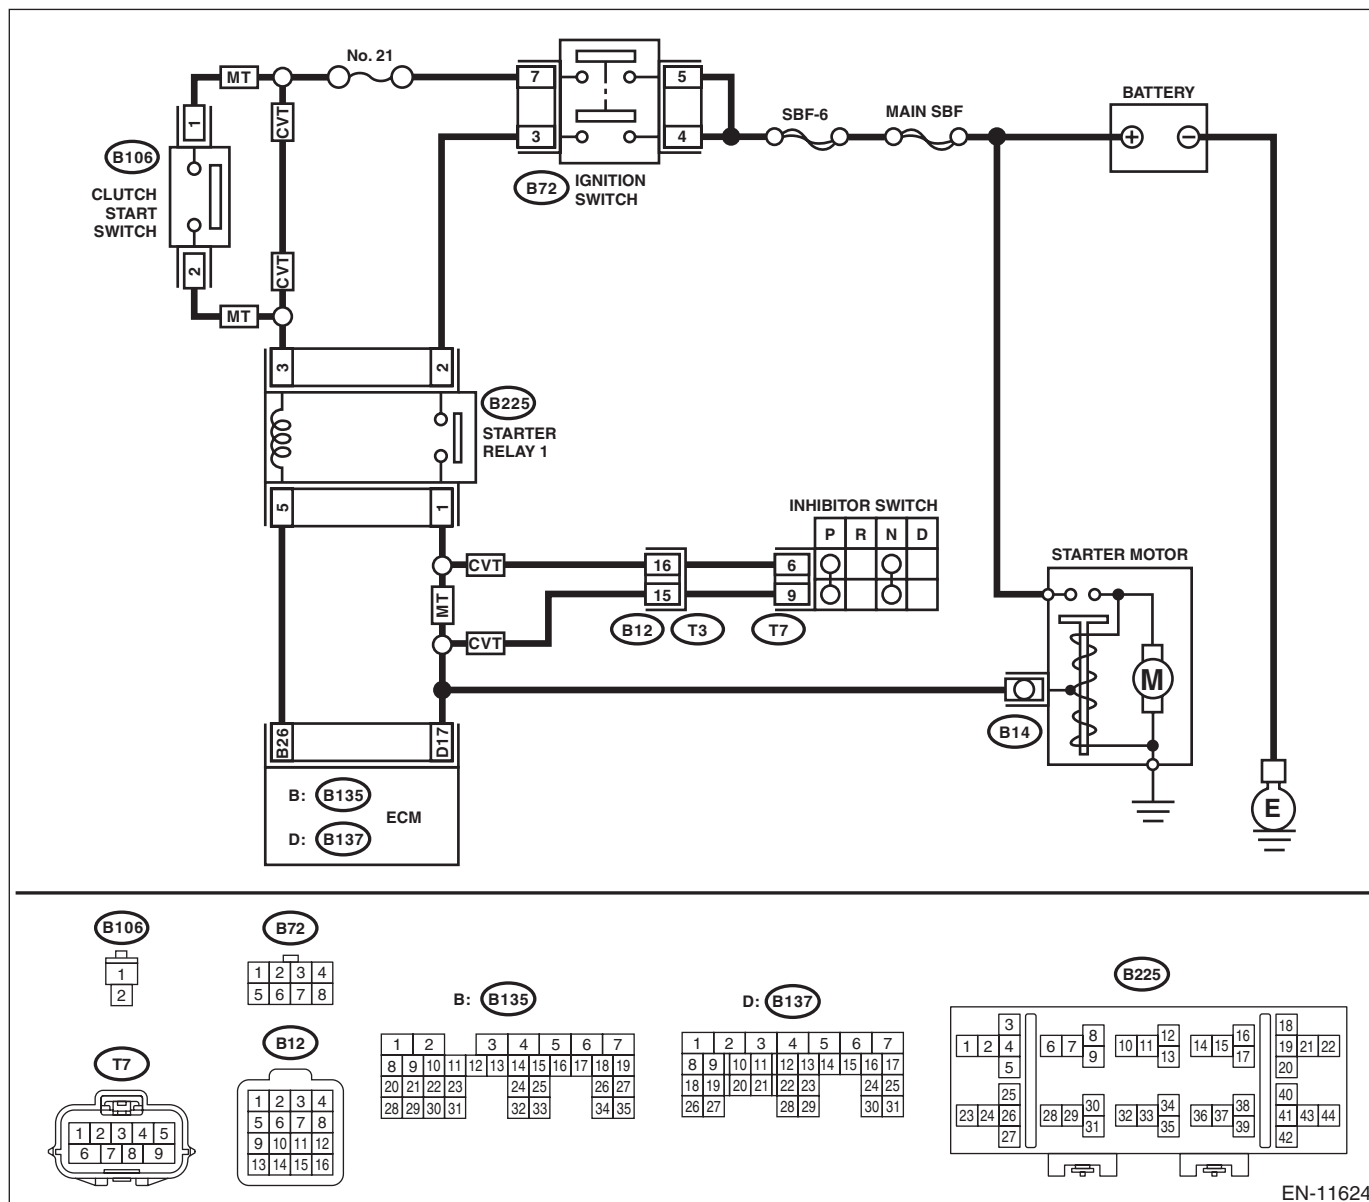 No. 21
MT
7
5
BATTERY
SBF-6
MAIN SBF
1
CVT
3
4
+
−
B106
B72
IGNITION
SWITCH
CLUTCH
START
SWITCH
2
CVT
MT
3
2
B225
STARTER
RELAY 1
5
1
INHIBITOR SWITCH
P R N D
STARTER MOTOR
CVT
16
6
MT
15
9
CVT
B12
T3
T7
M
B14
B26
D17
B: B135
ECM
D: B137
E
B106
B72
B225
1
2
1 2 3 4
5 6 7 8
B: B135
D: B137
T7
1 2 3 4 5
6 7 8 9
B12
1 2 3 4
5 6 7 8
9 10 11 12
13 14 15 16
1 2 3 4 5 6 7
8 9 10 11 12 13 14 15 16 17 18 19
20 21 22 23 24 25 26 27
28 29 30 31 32 33 34 35
1 2 3 4 5 6 7
8 9 10 11 12 13 14 15 16 17
18 19 20 21 22 23 24 25
26 27 28 29 30 31
3 8 12 16 18
1 2 4 6 7 9 10 11 13 14 15 17 19 21 22
5 20
25 30 34 38 40
23 24 26 28 29 31 32 33 35 36 37 39 41 43 44
27 42
EN-11624